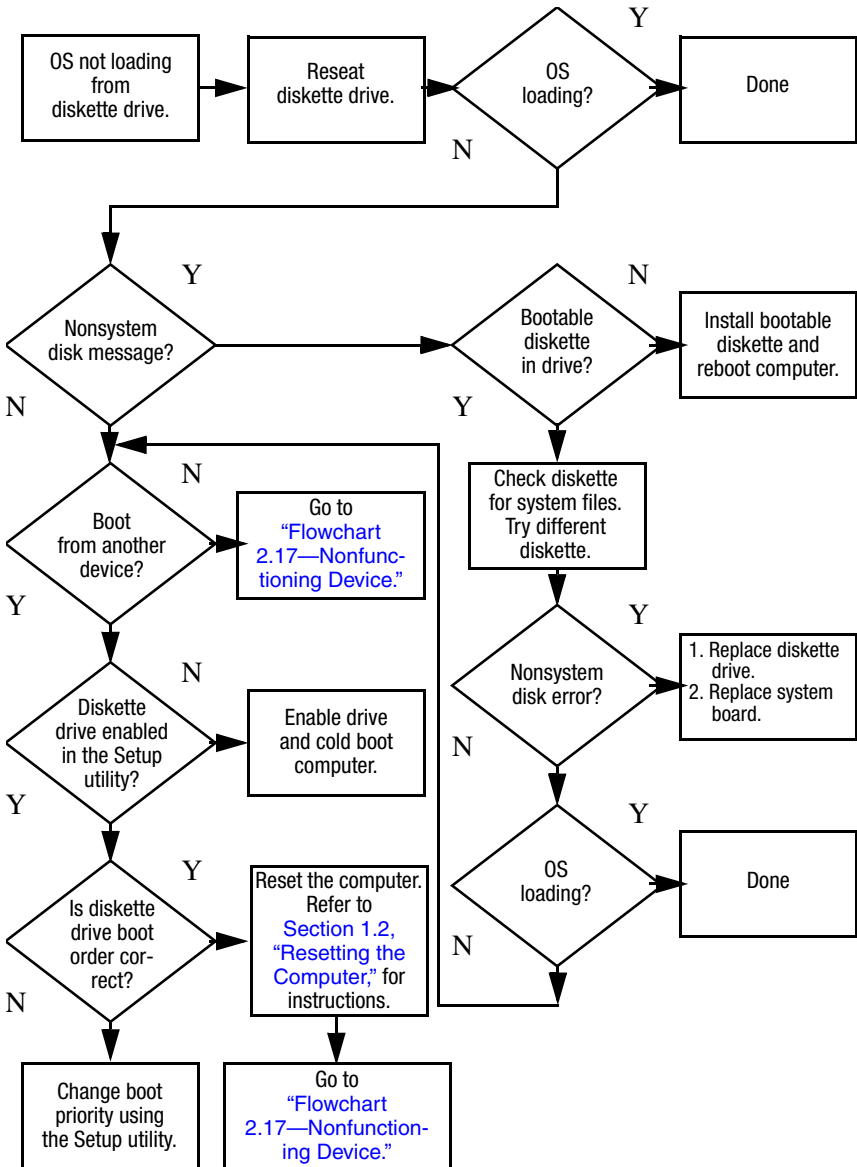 Y
OS not loading
from
diskette drive.
Reseat
diskette drive.
OS
loading?
Done
N
Y
Nonsystem
disk message?
N
N
Bootable
diskette
in drive?
Install bootable
diskette and
reboot computer.
Y
N
Boot
from another
device?
Go to
“Flowchart
2.17—Nonfunc-
tioning Device.”
Check diskette
for system files.
Try different
diskette.
Y
N
Diskette
drive enabled
in the Setup
utility?
Enable drive
and cold boot
computer.
Y
Nonsystem
disk error?
1. Replace diskette
drive.
2. Replace system
board.
N
Y
Y
Is diskette
drive boot
order cor-
rect?
Reset the computer.
Refer to
Section 1.2,
“Resetting the
Computer,” for
instructions.
Y
OS
loading?
Done
N
N
Change boot
priority using
the Setup utility.
Go to
“Flowchart
2.17—Nonfunction-
ing Device.”